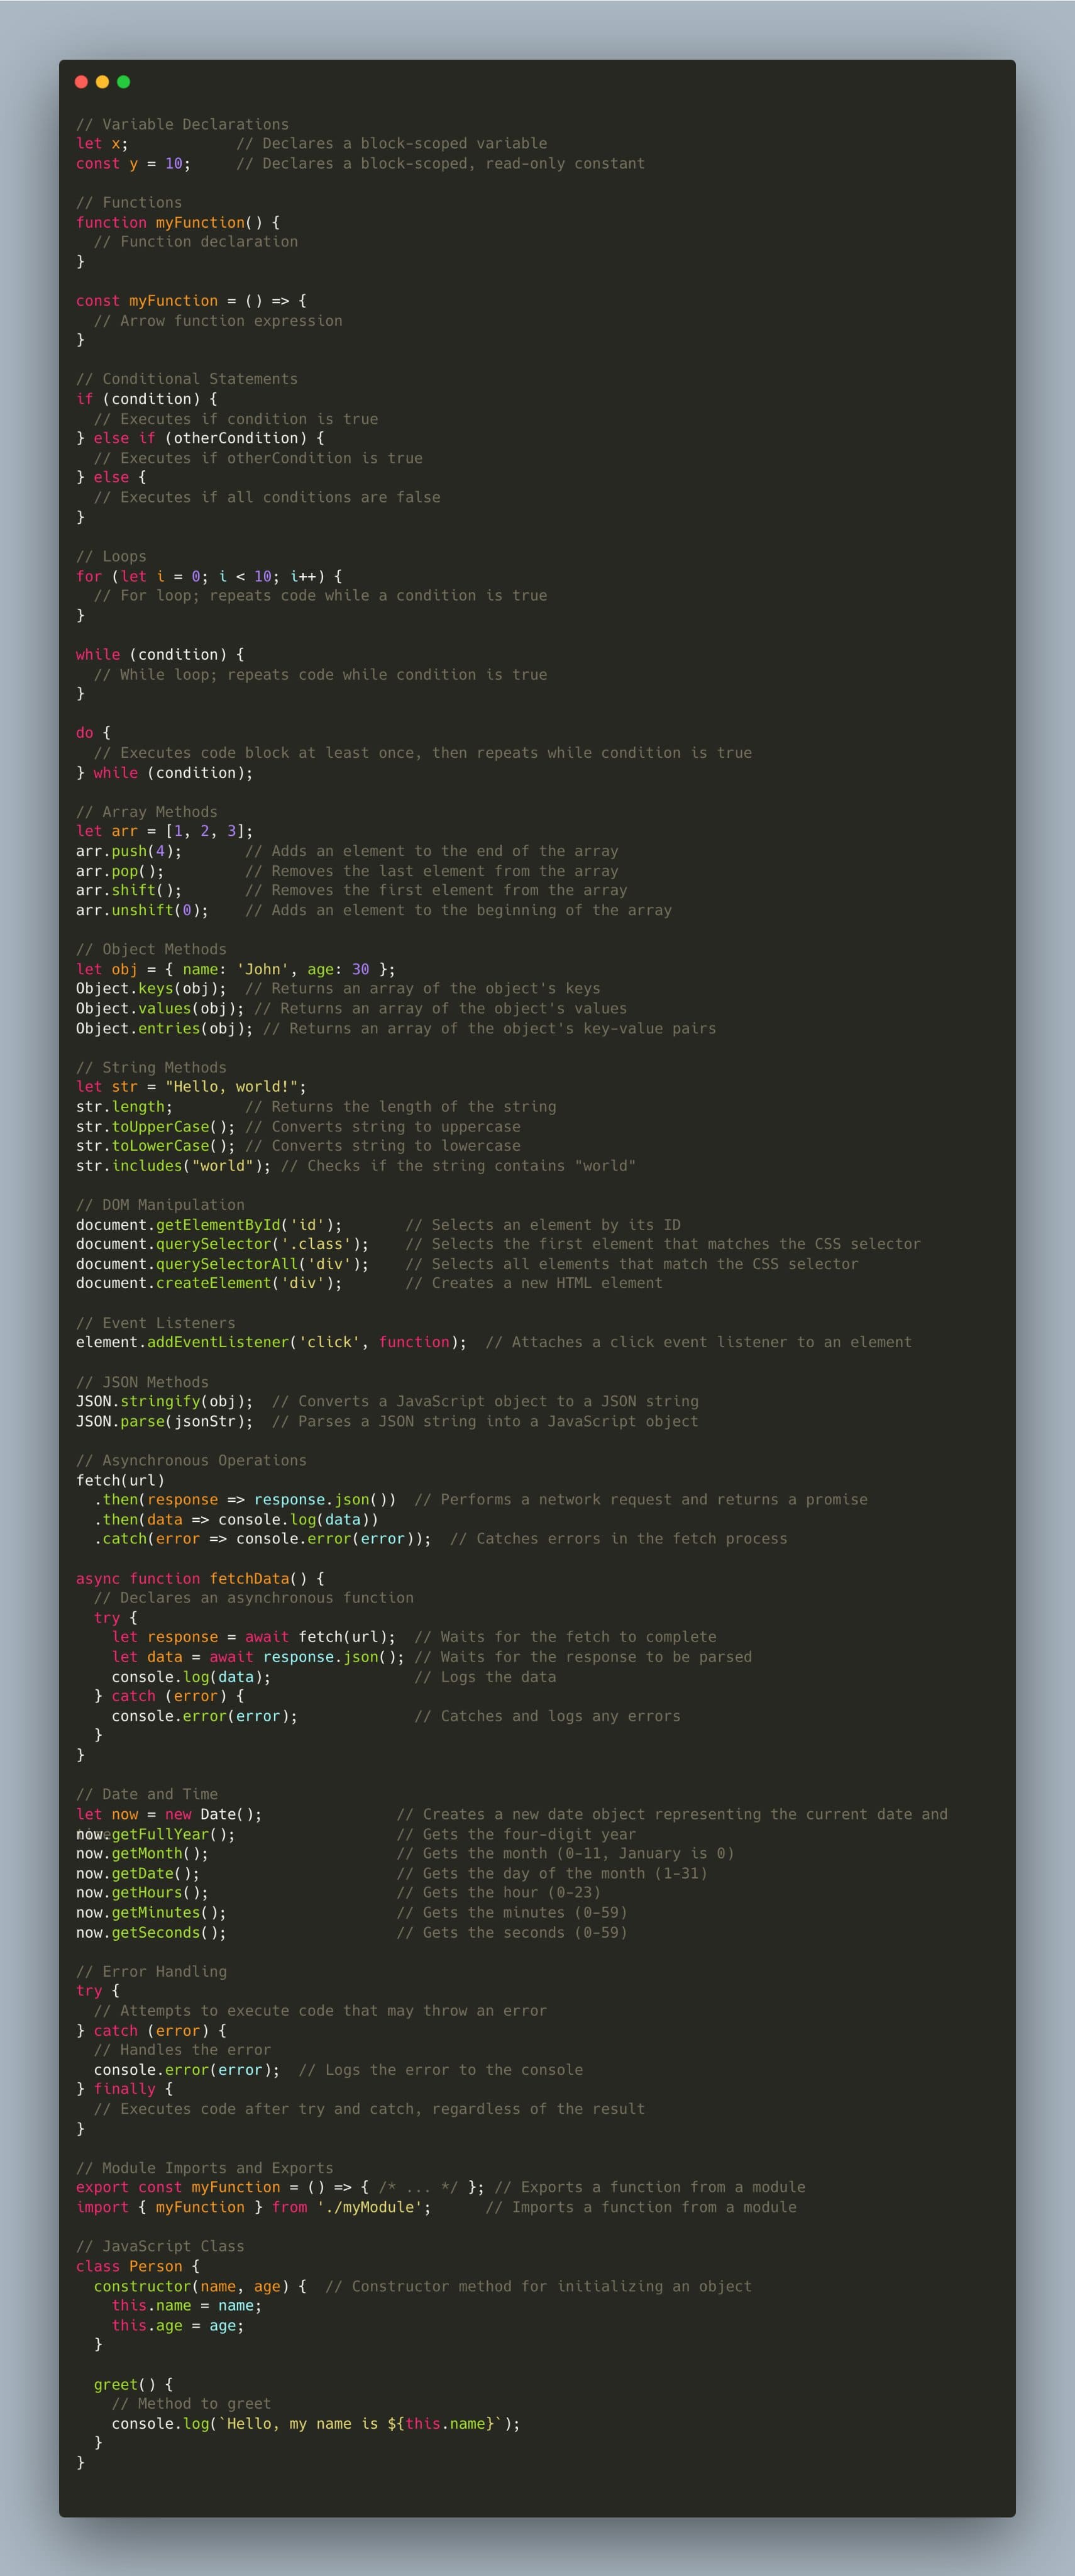 // Variable Declarations
let x;            // Declares a block-scoped variable
const y = 10;     // Declares a block-scoped, read-only constant

// Functions
function myFunction() {
  // Function declaration
}

const myFunction = () => {
  // Arrow function expression
}

// Conditional Statements
if (condition) {
  // Executes if condition is true
} else if (otherCondition) {
  // Executes if otherCondition is true
} else {
  // Executes if all conditions are false
}

// Loops
for (let i = 0; i < 10; i++) {
  // For loop; repeats code while a condition is true
}

while (condition) {
  // While loop; repeats code while condition is true
}

do {
  // Executes code block at least once, then repeats while condition is true
} while (condition);

// Array Methods
let arr = [1, 2, 3];
arr.push(4);       // Adds an element to the end of the array
arr.pop();         // Removes the last element from the array
arr.shift();       // Removes the first element from the array
arr.unshift(0);    // Adds an element to the beginning of the array

// Object Methods
let obj = { name: 'John', age: 30 };
Object.keys(obj);  // Returns an array of the object's keys
Object.values(obj); // Returns an array of the object's values
Object.entries(obj); // Returns an array of the object's key-value pairs

// String Methods
let str = "Hello, world!";
str.length;        // Returns the length of the string
str.toUpperCase(); // Converts string to uppercase
str.toLowerCase(); // Converts string to lowercase
str.includes("world"); // Checks if the string contains "world"

// DOM Manipulation
document.getElementById('id');       // Selects an element by its ID
document.querySelector('.class');    // Selects the first element that matches the CSS selector
document.querySelectorAll('div');    // Selects all elements that match the CSS selector
document.createElement('div');       // Creates a new HTML element

// Event Listeners
element.addEventListener('click', function);  // Attaches a click event listener to an element

// JSON Methods
JSON.stringify(obj);  // Converts a JavaScript object to a JSON string
JSON.parse(jsonStr);  // Parses a JSON string into a JavaScript object

// Asynchronous Operations
fetch(url)
  .then(response => response.json())  // Performs a network request and returns a promise
  .then(data => console.log(data))
  .catch(error => console.error(error));  // Catches errors in the fetch process

async function fetchData() {
  // Declares an asynchronous function
  try {
    let response = await fetch(url);  // Waits for the fetch to complete
    let data = await response.json(); // Waits for the response to be parsed
    console.log(data);                // Logs the data
  } catch (error) {
    console.error(error);             // Catches and logs any errors
  }
}

// Date and Time
let now = new Date();               // Creates a new date object representing the current date and
now.getFullYear();                  // Gets the four-digit year
now.getMonth();                     // Gets the month (0-11, January is 0)
now.getDate();                      // Gets the day of the month (1-31)
now.getHours();                     // Gets the hour (0-23)
now.getMinutes();                   // Gets the minutes (0-59)
now.getSeconds();                   // Gets the seconds (0-59)

// Error Handling
try {
  // Attempts to execute code that may throw an error
} catch (error) {
  // Handles the error
  console.error(error);  // Logs the error to the console
} finally {
  // Executes code after try and catch, regardless of the result
}

// Module Imports and Exports
export const myFunction = () => { /* ... */ }; // Exports a function from a module
import { myFunction } from './myModule';      // Imports a function from a module

// JavaScript Class
class Person {
  constructor(name, age) {  // Constructor method for initializing an object
    this.name = name;
    this.age = age;
  }

  greet() {
    // Method to greet
    console.log(`Hello, my name is ${this.name}`);
  }
}